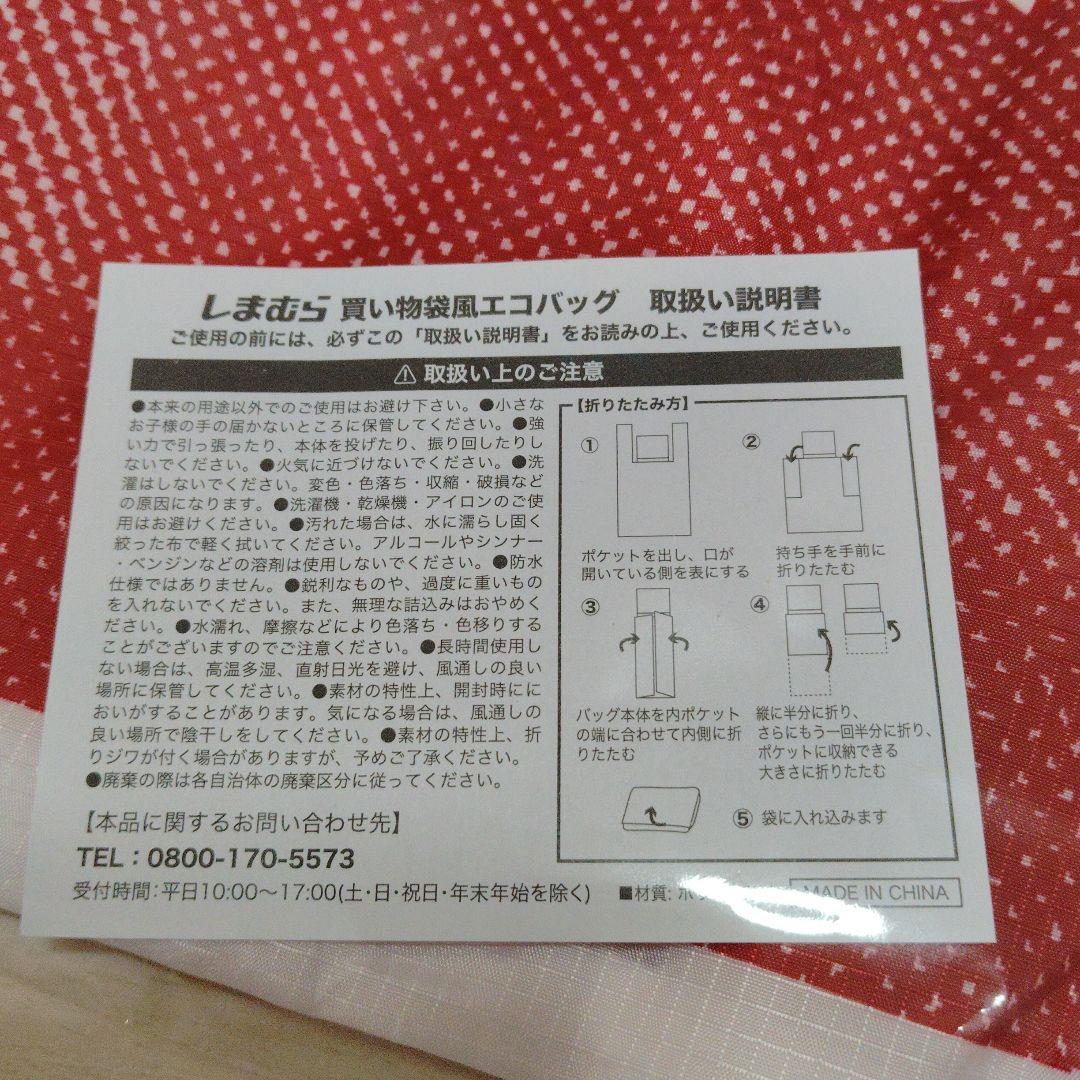 しまむら 買い物袋風エコバッグ 取扱い説明書
ご使用の前には、必ずこの「取扱い説明書」をお読みの上、ご使用ください。
⚠ 取扱い上のご注意
●本来の用途以外でのご使用はお避け下さい。●小さな
お子様の手の届かないところに保管してください。●強
い力で引っ張ったり、本体を投げたり、振り回したりし
ないでください。●火気に近づけないでください。●洗
濯はしないでください。変色・色落ち・収縮・破損など
の原因になります。●洗濯機・乾燥機・アイロンのご使
用はお避けください。●汚れた場合は、水に濡らし固く
絞った布で軽く拭いてください。アルコールやシンナー
・ベンジンなどの溶剤は使用しないでください。●防水
仕様ではありません。●鋭利なものや、過度に重いもの
を入れないでください。また、無理な詰込みはおやめく
ださい。●水濡れ、摩擦などにより色落ち・色移りする
ことがございますのでご注意ください。●長時間使用し
ない場合は、高温多湿、直射日光を避け、風通しの良い
場所に保管してください。●素材の特性上、開封時にに
おいがすることがあります。気になる場合は、風通しの
良い場所で陰干しをしてください。●素材の特性上、折
りジワが付く場合がありますが、予めご了承ください。
●廃棄の際は各自治体の廃棄区分に従ってください。
【本品に関するお問い合わせ先】
TEL：0800-170-5573
受付時間：平日10:00〜17:00(土・日・祝日・年末年始を除く)
【折りたたみ方】
①
ポケットを出し、口が
開いている側を表にする
②
持ち手を手前に
折りたたむ
③
バッグ本体を内ポケット
の端に合わせて内側に折
りたたむ
④
縦に半分に折り、
さらにもう一回半分に折り、
ポケットに収納できる
大きさに折りたたむ
⑤ 袋に入れ込みます
■材質:
MADE IN CHINA